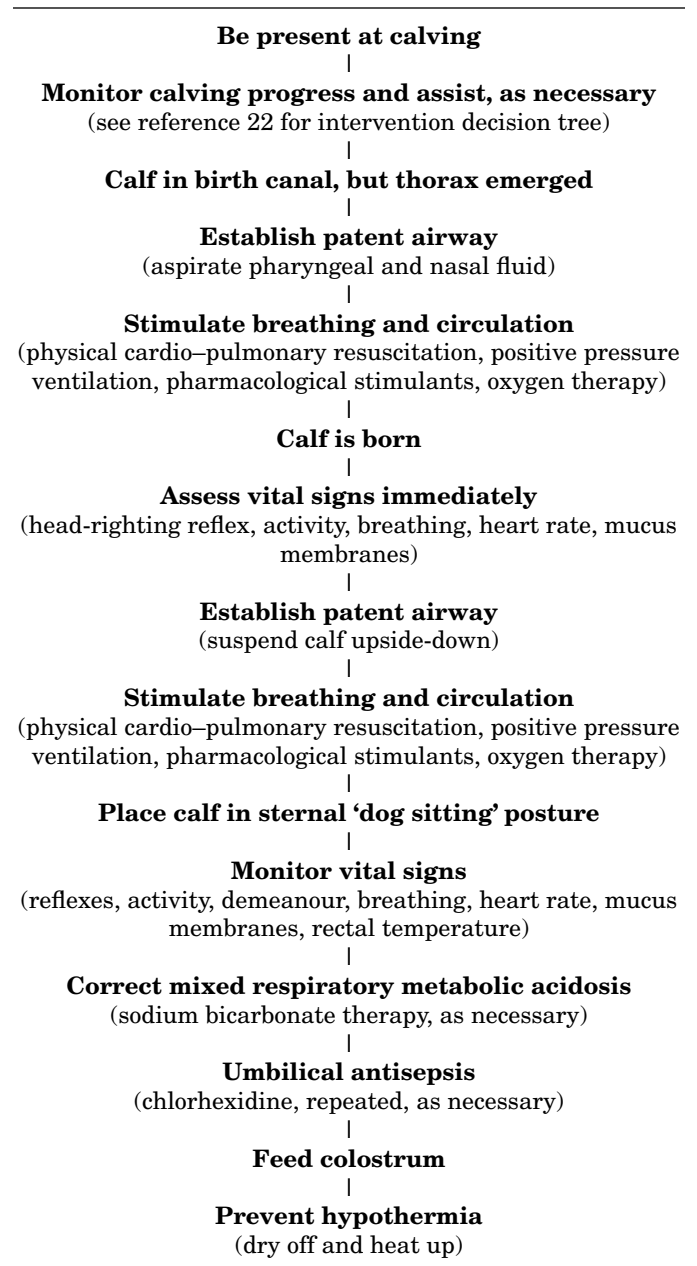 Be present at calving
|
Monitor calving progress and assist, as necessary
(see reference 22 for intervention decision tree)
|
Calf in birth canal, but thorax emerged
|
Establish patent airway
(aspirate pharyngeal and nasal fluid)
|
Stimulate breathing and circulation
(physical cardio–pulmonary resuscitation, positive pressure
ventilation, pharmacological stimulants, oxygen therapy)
|
Calf is born
|
Assess vital signs immediately
(head-righting reflex, activity, breathing, heart rate, mucus
membranes)
|
Establish patent airway
(suspend calf upside-down)
|
Stimulate breathing and circulation
(physical cardio–pulmonary resuscitation, positive pressure
ventilation, pharmacological stimulants, oxygen therapy)
|
Place calf in sternal ‘dog sitting’ posture
|
Monitor vital signs
(reflexes, activity, demeanour, breathing, heart rate, mucus
membranes, rectal temperature)
|
Correct mixed respiratory metabolic acidosis
(sodium bicarbonate therapy, as necessary)
|
Umbilical antisepsis
(chlorhexidine, repeated, as necessary)
|
Feed colostrum
|
Prevent hypothermia
(dry off and heat up)